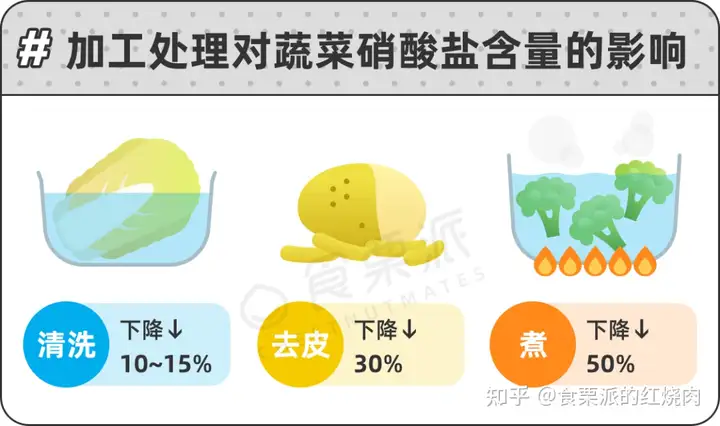 # 加工处理对蔬菜硝酸盐含量的影响
食栗派
CHUTMATES
清洗
下降↓
10~15%
去皮
下降↓
30%
煮
下降↓
50%
知乎 @食栗派的红烧肉